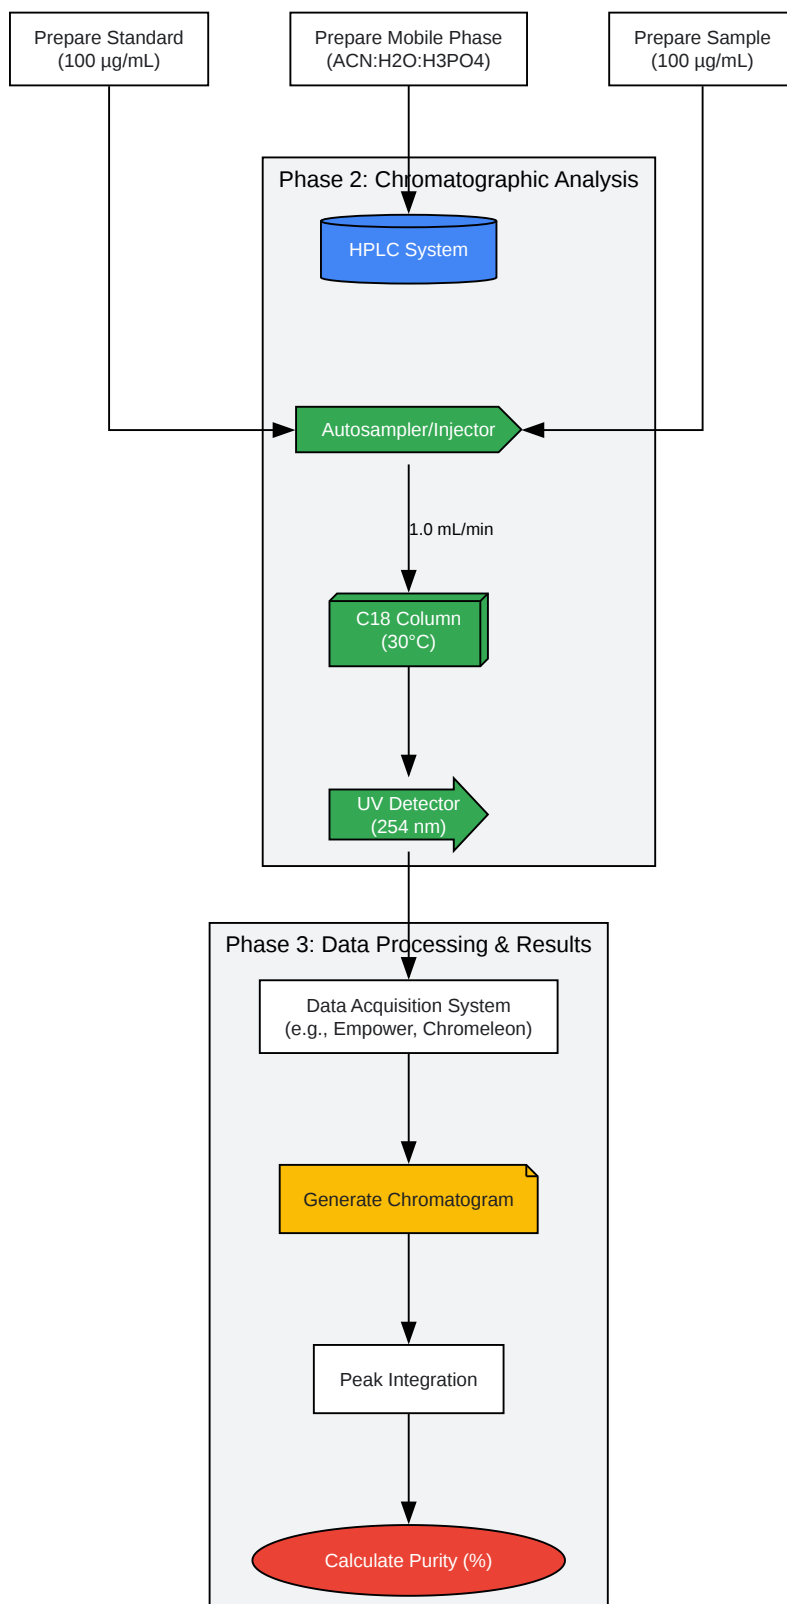 Prepare Standard
(100 µg/mL)
Prepare Mobile Phase
(ACN:H2O:H3PO4)
Prepare Sample
(100 µg/mL)
Phase 2: Chromatographic Analysis
HPLC System
Autosampler/Injector
1.0 mL/min
C18 Column
(30°C)
UV Detector
(254 nm)
Phase 3: Data Processing & Results
Data Acquisition System
(e.g., Empower, Chromeleon)
Generate Chromatogram
Peak Integration
Calculate Purity (%)